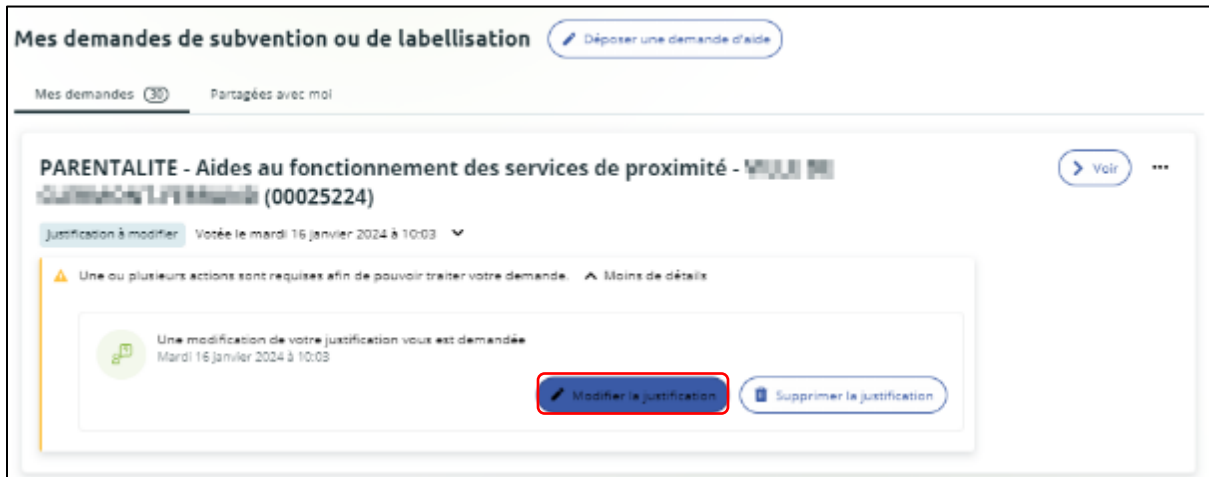 Mes demandes de subvention ou de labellisation Déposer une demande d'aide
Mes demandes (30) Partagées avec moi
PARENTALITE - Aides au fonctionnement des services de proximité - Voir ...
(00025224)
Justification à modifier Votée le mardi 16 janvier 2024 à 10:03
Une ou plusieurs actions sont requises afin de pouvoir traiter votre demande. Moins de détails
Une modification de votre justification vous est demandée
Mardi 16 janvier 2024 à 10:03
Modifier la justification Supprimer la justification